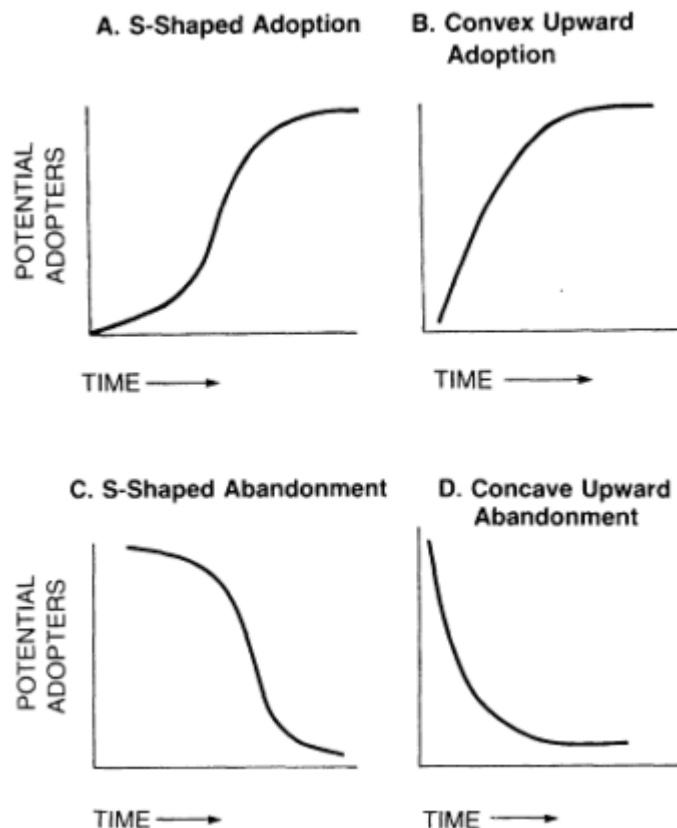 A. S-Shaped Adoption
B. Convex Upward
Adoption
POTENTIAL
ADOPTERS
TIME
TIME
C. S-Shaped Abandonment
D. Concave Upward
Abandonment
POTENTIAL
ADOPTERS
TIME
TIME